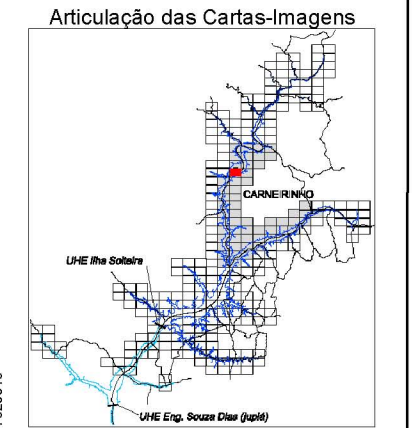 Articulação das Cartas-Imagens
CARNEIRINHO
UHE Ilha Solteira
UHE Eng. Souza Dias (jupiá)